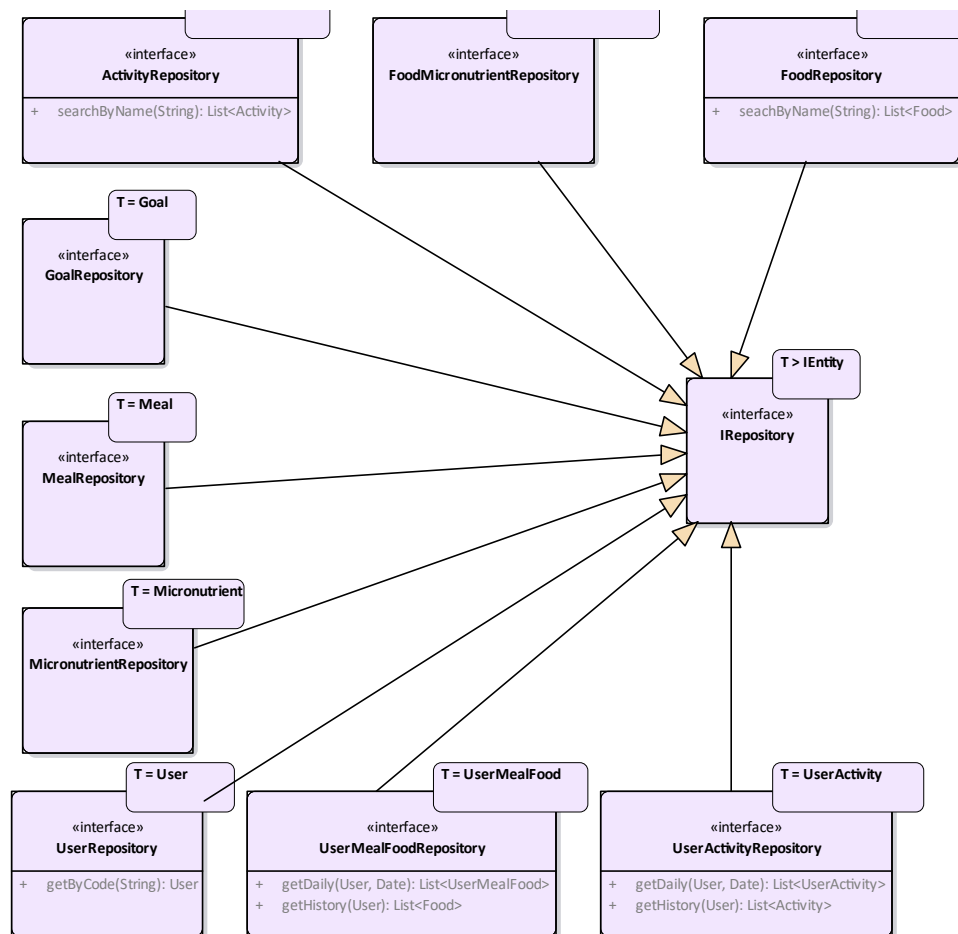 «interface»
ActivityRepository
+ searchByName(String): List<Activity>
«interface»
FoodMicronutrientRepository
«interface»
FoodRepository
+ seachByName(String): List<Food>
T = Goal
«interface»
GoalRepository
T > IEntity
«interface»
IRepository
T = Meal
«interface»
MealRepository
T = Micronutrient
«interface»
MicronutrientRepository
T = User
«interface»
UserRepository
+ getByCode(String): User
T = UserMealFood
«interface»
UserMealFoodRepository
+ getDaily(User, Date): List<UserMealFood>
+ getHistory(User): List<Food>
T = UserActivity
«interface»
UserActivityRepository
+ getDaily(User, Date): List<UserActivity>
+ getHistory(User): List<Activity>